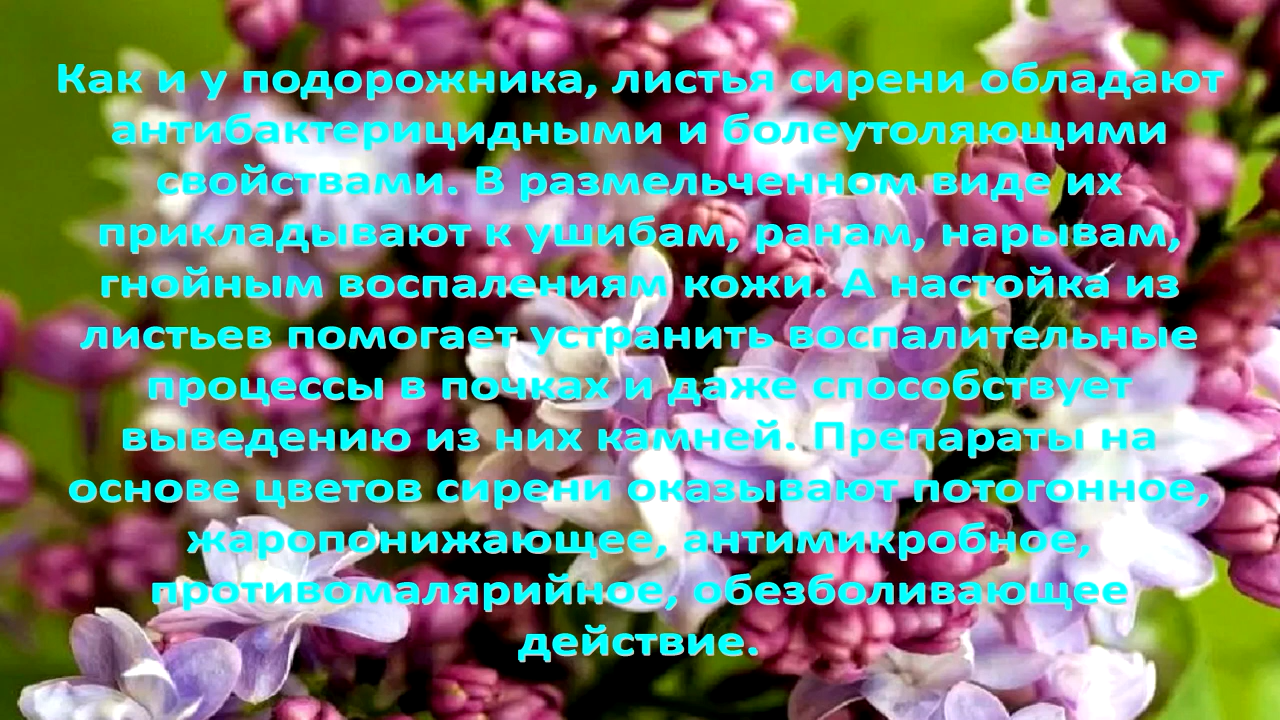 Как и у подорожника, листья сирени обладают
антибактерицидными и болеутоляющими
свойствами. В размельченном виде их
прикладывают к ушибам, ранам, нарывам,
гнойным воспалениям кожи. А настойка из
листьев помогает устранить воспалительные
процессы в почках и даже способствует
выведению из них камней. Препараты на
основе цветов сирени оказывают потогонное,
жаропонижающее, антимикробное,
противомалярийное, обезболивающее
действие.